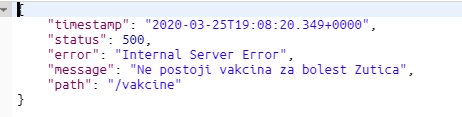 {
"timestamp": "2020-03-25T19:08:20.349+0000",
"status": 500,
"error": "Internal Server Error",
"message": "Ne postoji vakcina za bolest Zutica",
"path": "/vakcine"
}